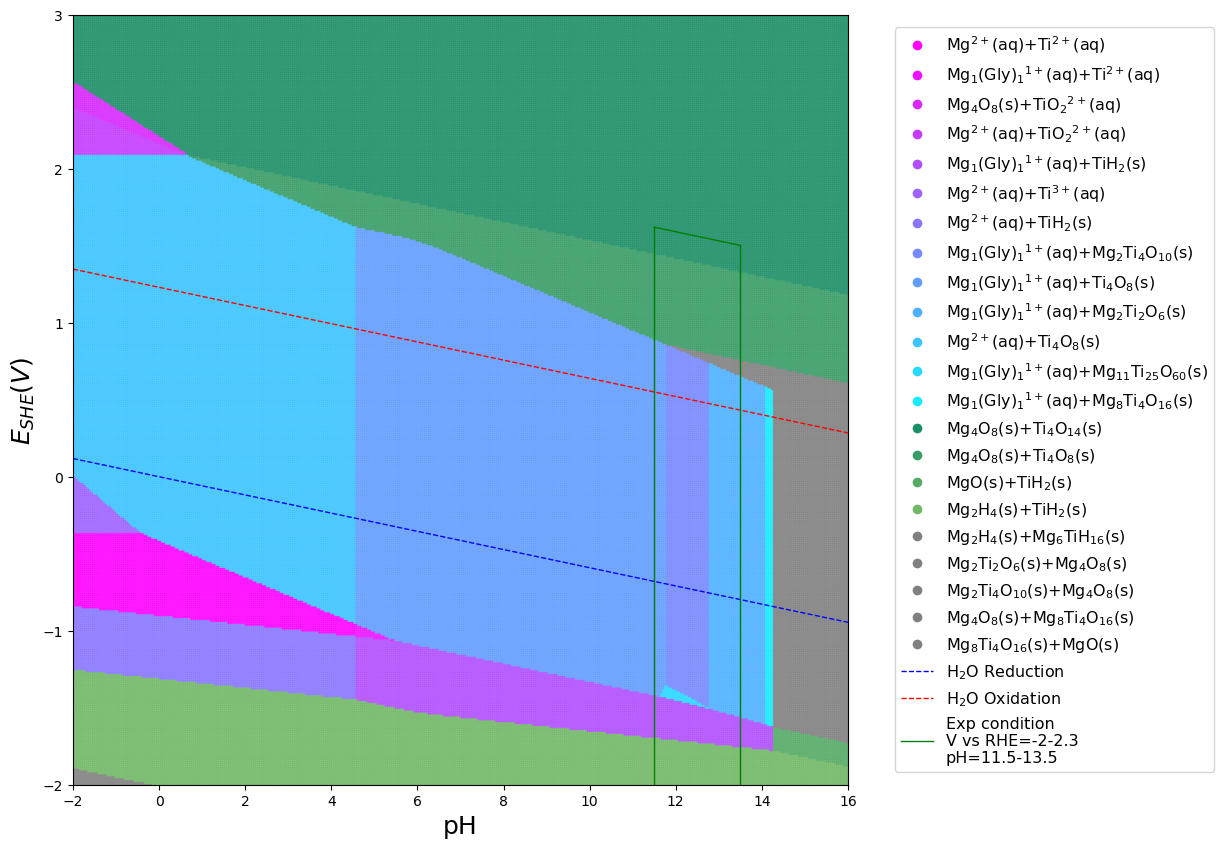 3
2
1
0
−1
−2
−2
0
2
4
6
8
10
12
14
16
E_{SHE}(V)
pH
Mg²⁺(aq)+Ti²⁺(aq)
Mg₁(Gly)₁¹⁺(aq)+Ti²⁺(aq)
Mg₄O₈(s)+TiO₂²⁺(aq)
Mg²⁺(aq)+TiO₂²⁺(aq)
Mg₁(Gly)₁¹⁺(aq)+TiH₂(s)
Mg²⁺(aq)+Ti³⁺(aq)
Mg²⁺(aq)+TiH₂(s)
Mg₁(Gly)₁¹⁺(aq)+Mg₂Ti₄O₁₀(s)
Mg₁(Gly)₁¹⁺(aq)+Ti₄O₈(s)
Mg₁(Gly)₁¹⁺(aq)+Mg₂Ti₂O₆(s)
Mg²⁺(aq)+Ti₄O₈(s)
Mg₁(Gly)₁¹⁺(aq)+Mg₁₁Ti₂₅O₆₀(s)
Mg₁(Gly)₁¹⁺(aq)+Mg₈Ti₄O₁₆(s)
Mg₄O₈(s)+Ti₄O₁₄(s)
Mg₄O₈(s)+Ti₄O₈(s)
MgO(s)+TiH₂(s)
Mg₂H₄(s)+TiH₂(s)
Mg₂H₄(s)+Mg₆TiH₁₆(s)
Mg₂Ti₂O₆(s)+Mg₄O₈(s)
Mg₂Ti₄O₁₀(s)+Mg₄O₈(s)
Mg₄O₈(s)+Mg₈Ti₄O₁₆(s)
Mg₈Ti₄O₁₆(s)+MgO(s)
H₂O Reduction
H₂O Oxidation
Exp condition
V vs RHE=-2-2.3
pH=11.5-13.5